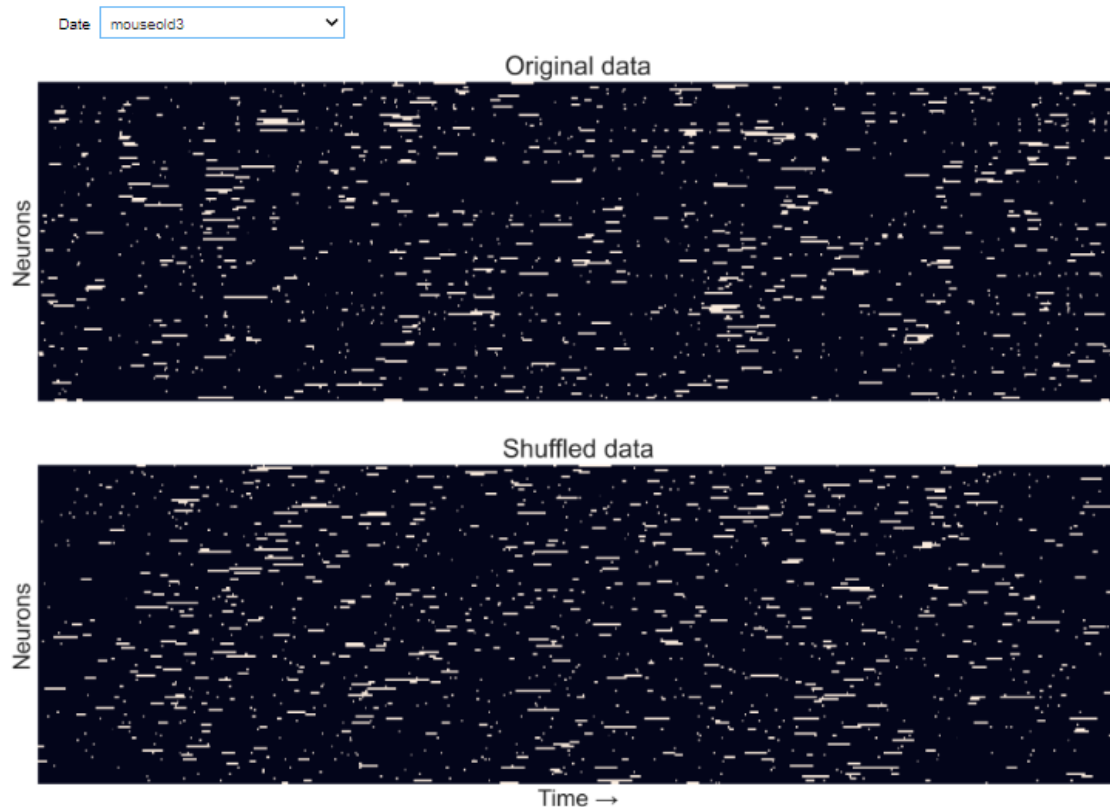 Date mouseold3
Original data
Neurons
Shuffled data
Neurons
Time →